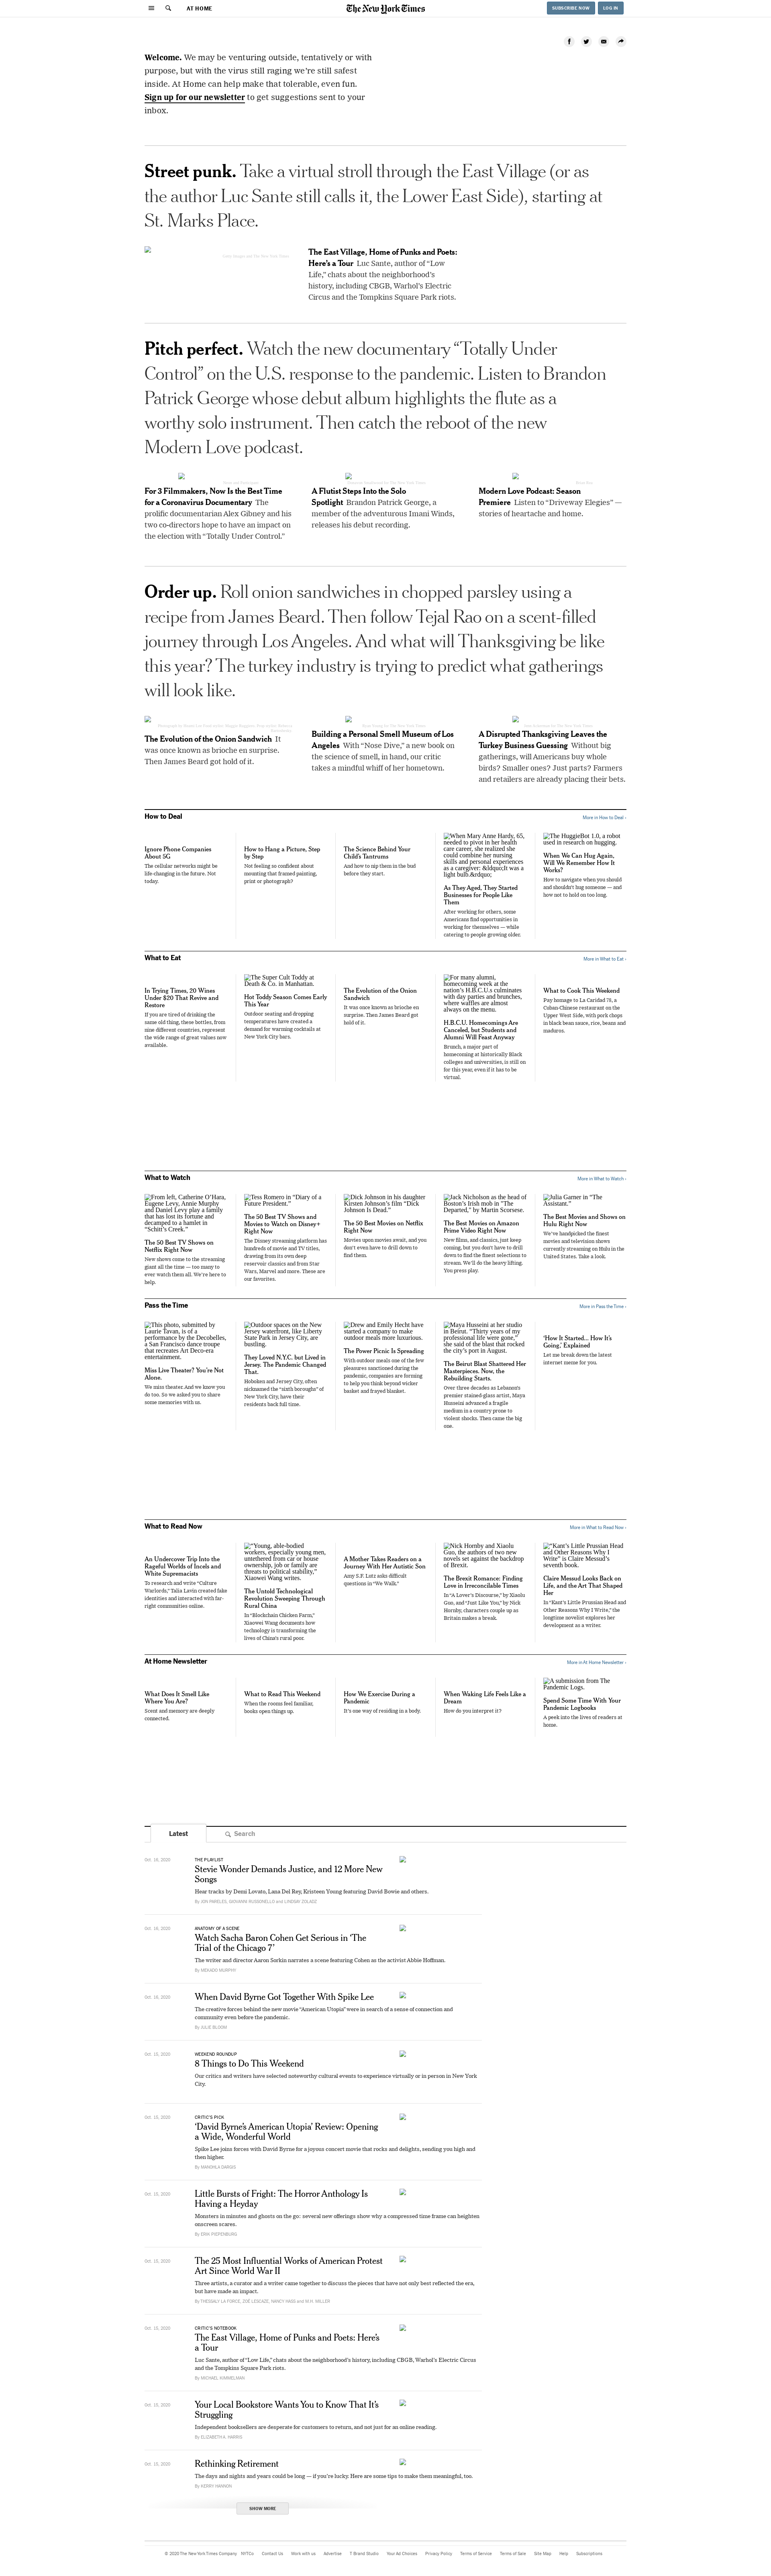 AT HOME
The New York Times
SUBSCRIBE NOW
LOG IN
Welcome. We may be venturing outside, tentatively or with
purpose, but with the virus still raging we're still safest
inside. At Home can help make that tolerable, even fun.
Sign up for our newsletter to get suggestions sent to your
inbox.
Street punk. Take a virtual stroll through the East Village (or as
the author Luc Sante still calls it, the Lower East Side), starting at
St. Marks Place.
The East Village, Home of Punks and Poets:
Here's a Tour Luc Sante, author of “Low
Life,” chats about the neighborhood's
history, including CBGB, Warhol's Electric
Circus and the Tompkins Square Park riots.
Pitch perfect. Watch the new documentary “Totally Under
Control” on the U.S. response to the pandemic. Listen to Brandon
Patrick George whose debut album highlights the flute as a
worthy solo instrument. Then catch the reboot of the new
Modern Love podcast.
For 3 Filmmakers, Now Is the Best Time
for a Coronavirus Documentary The
prolific documentarian Alex Gibney and his
two co-directors hope to have an impact on
the election with “Totally Under Control.”
A Flutist Steps Into the Solo
Spotlight Brandon Patrick George, a
member of the adventurous Imani Winds,
releases his debut recording.
Modern Love Podcast: Season
Premiere Listen to “Driveway Elegies” —
stories of heartache and home.
Order up. Roll onion sandwiches in chopped parsley using a
recipe from James Beard. Then follow Tejal Rao on a scent-filled
journey through Los Angeles. And what will Thanksgiving be like
this year? The turkey industry is trying to predict what gatherings
will look like.
The Evolution of the Onion Sandwich It
was once known as brioche en surprise.
Then James Beard got hold of it.
Building a Personal Smell Museum of Los
Angeles With “Nose Dive,” a new book on
the science of smell, in hand, our critic
takes a mindful whiff of her hometown.
A Disrupted Thanksgiving Leaves the
Turkey Business Guessing Without big
gatherings, will Americans buy whole
birds? Smaller ones? Just parts? Farmers
and retailers are already placing their bets.
How to Deal
More in How to Deal ›
Ignore Phone Companies
About 5G
The cellular networks might be
life-changing in the future. Not
today.
How to Hang a Picture, Step
by Step
Not feeling so confident about
mounting that framed painting,
print or photograph?
The Science Behind Your
Child's Tantrums
And how to nip them in the bud
before they start.
When Mary Anne Hardy, 65,
needed to pivot in her health
care career, she realized she
could combine her nursing
skills and personal experiences
as a caregiver: &ldquo;It was a
light bulb.&rdquo;
As They Aged, They Started
Businesses for People Like
Them
After working for others, some
Americans find opportunities in
working for themselves — while
catering to people growing older.
The HuggieBot 1.0, a robot
used in research on hugging.
When We Can Hug Again,
Will We Remember How It
Works?
How to navigate when you should
and shouldn't hug someone — and
how not to hold on too long.
What to Eat
More in What to Eat ›
In Trying Times, 20 Wines
Under $20 That Revive and
Restore
If you are tired of drinking the
same old thing, these bottles, from
nine different countries, represent
the wide range of great values now
available.
The Super Cult Toddy at
Death & Co. in Manhattan.
Hot Toddy Season Comes Early
This Year
Outdoor seating and dropping
temperatures have created a
demand for warming cocktails at
New York City bars.
The Evolution of the Onion
Sandwich
It was once known as brioche en
surprise. Then James Beard got
hold of it.
For many alumni,
homecoming week at the
nation's H.B.C.U.s culminates
with day parties and brunches,
where waffles are almost
always on the menu.
H.B.C.U. Homecomings Are
Canceled, but Students and
Alumni Will Feast Anyway
Brunch, a major part of
homecoming at historically Black
colleges and universities, is still on
for this year, even if it has to be
virtual.
What to Cook This Weekend
Pay homage to La Caridad 78, a
Cuban-Chinese restaurant on the
Upper West Side, with pork chops
in black bean sauce, rice, beans and
maduros.
What to Watch
More in What to Watch ›
From left, Catherine O'Hara,
Eugene Levy, Annie Murphy
and Daniel Levy play a family
that has lost its fortune and
decamped to a hamlet in
“Schitt's Creek.”
The 50 Best TV Shows on
Netflix Right Now
New shows come to the streaming
giant all the time — too many to
ever watch them all. We're here to
help.
Tess Romero in “Diary of a
Future President.”
The 50 Best TV Shows and
Movies to Watch on Disney+
Right Now
The Disney streaming platform has
hundreds of movie and TV titles,
drawing from its own deep
reservoir classics and from Star
Wars, Marvel and more. These are
our favorites.
Dick Johnson in his daughter
Kirsten Johnson's film “Dick
Johnson Is Dead.”
The 50 Best Movies on Netflix
Right Now
Movies upon movies await, and you
don't even have to drill down to
find them.
Jack Nicholson as the head of
Boston's Irish mob in "The
Departed," by Martin Scorsese.
The Best Movies on Amazon
Prime Video Right Now
New films, and classics, just keep
coming, but you don't have to drill
down to find the finest selections to
stream. We'll do the heavy lifting.
You press play.
Julia Garner in “The
Assistant.”
The Best Movies and Shows on
Hulu Right Now
We've handpicked the finest
movies and television shows
currently streaming on Hulu in the
United States. Take a look.
Pass the Time
More in Pass the Time ›
This photo, submitted by
Laurie Tavan, is of a
performance by the Decobelles,
a San Francisco dance troupe
that recreates Art Deco-era
entertainment.
Miss Live Theater? You're Not
Alone.
We miss theater. And we knew you
do too. So we asked you to share
some memories with us.
Outdoor spaces on the New
Jersey waterfront, like Liberty
State Park in Jersey City, are
bustling.
They Loved N.Y.C. but Lived in
Jersey. The Pandemic Changed
That.
Hoboken and Jersey City, often
nicknamed the “sixth boroughs” of
New York City, have their
residents back full time.
Drew and Emily Hecht have
started a company to make
outdoor meals more luxurious.
The Power Picnic Is Spreading
With outdoor meals one of the few
pleasures sanctioned during the
pandemic, companies are forming
to help you think beyond wicker
basket and frayed blanket.
Maya Husseini at her studio
in Beirut. "Thirty years of my
professional life were gone,"
she said of the blast that rocked
the city's port in August.
The Beirut Blast Shattered Her
Masterpieces. Now, the
Rebuilding Starts.
Over three decades as Lebanon's
premier stained-glass artist, Maya
Husseini advanced a fragile
medium in a country prone to
violent shocks. Then came the big
one.
‘How It Started... How It's
Going,’ Explained
Let me break down the latest
internet meme for you.
What to Read Now
More in What to Read Now ›
An Undercover Trip Into the
Rageful Worlds of Incels and
White Supremacists
To research and write “Culture
Warlords,” Talia Lavin created fake
identities and interacted with far-
right communities online.
“Young, able-bodied
workers, especially young men,
untethered from car or house
ownership, job or family are
threats to political stability,”
Xiaowei Wang writes.
The Untold Technological
Revolution Sweeping Through
Rural China
In “Blockchain Chicken Farm,”
Xiaowei Wang documents how
technology is transforming the
lives of China's rural poor.
A Mother Takes Readers on a
Journey With Her Autistic Son
Amy S.F. Lutz asks difficult
questions in “We Walk.”
Nick Hornby and Xiaolu
Guo, the authors of two new
novels set against the backdrop
of Brexit.
The Brexit Romance: Finding
Love in Irreconcilable Times
In “A Lover's Discourse,” by Xiaolu
Guo, and “Just Like You,” by Nick
Hornby, characters couple up as
Britain makes a break.
“Kant's Little Prussian Head
and Other Reasons Why I
Write” is Claire Messud's
seventh book.
Claire Messud Looks Back on
Life, and the Art That Shaped
Her
In “Kant's Little Prussian Head and
Other Reasons Why I Write,” the
longtime novelist explores her
development as a writer.
At Home Newsletter
More in At Home Newsletter ›
What Does It Smell Like
Where You Are?
Scent and memory are deeply
connected.
What to Read This Weekend
When the rooms feel familiar,
books open things up.
How We Exercise During a
Pandemic
It's one way of residing in a body.
When Waking Life Feels Like a
Dream
How do you interpret it?
A submission from The
Pandemic Logs.
Spend Some Time With Your
Pandemic Logbooks
A peek into the lives of readers at
home.
Latest
Search
Oct. 16, 2020
THE PLAYLIST
Stevie Wonder Demands Justice, and 12 More New
Songs
Hear tracks by Demi Lovato, Lana Del Rey, Kristeen Young featuring David Bowie and others.
By JON PARELES, GIOVANNI RUSSONELLO and LINDSAY ZOLADZ
Oct. 16, 2020
ANATOMY OF A SCENE
Watch Sacha Baron Cohen Get Serious in ‘The
Trial of the Chicago 7’
The writer and director Aaron Sorkin narrates a scene featuring Cohen as the activist Abbie Hoffman.
By MEKADO MURPHY
Oct. 16, 2020
When David Byrne Got Together With Spike Lee
The creative forces behind the new movie “American Utopia” were in search of a sense of connection and
community even before the pandemic.
By JULIE BLOOM
Oct. 15, 2020
WEEKEND ROUNDUP
8 Things to Do This Weekend
Our critics and writers have selected noteworthy cultural events to experience virtually or in person in New York
City.
Oct. 15, 2020
CRITIC'S PICK
‘David Byrne's American Utopia’ Review: Opening
a Wide, Wonderful World
Spike Lee joins forces with David Byrne for a joyous concert movie that rocks and delights, sending you high and
then higher.
By MANOHLA DARGIS
Oct. 15, 2020
Little Bursts of Fright: The Horror Anthology Is
Having a Heyday
Monsters in minutes and ghosts on the go: several new offerings show why a compressed time frame can heighten
onscreen scares.
By ERIK PIEPENBURG
Oct. 15, 2020
The 25 Most Influential Works of American Protest
Art Since World War II
Three artists, a curator and a writer came together to discuss the pieces that have not only best reflected the era,
but have made an impact.
By THESSALY LA FORCE, ZOË LESCAZE, NANCY HASS and M.H. MILLER
Oct. 15, 2020
CRITIC'S NOTEBOOK
The East Village, Home of Punks and Poets: Here's
a Tour
Luc Sante, author of “Low Life,” chats about the neighborhood's history, including CBGB, Warhol's Electric Circus
and the Tompkins Square Park riots.
By MICHAEL KIMMELMAN
Oct. 15, 2020
Your Local Bookstore Wants You to Know That It's
Struggling
Independent booksellers are desperate for customers to return, and not just for an online reading.
By ELIZABETH A. HARRIS
Oct. 15, 2020
Rethinking Retirement
The days and nights and years could be long — if you're lucky. Here are some tips to make them meaningful, too.
By KERRY HANNON
SHOW MORE
© 2020 The New York Times Company
NYTCo
Contact Us
Work with us
Advertise
T Brand Studio
Your Ad Choices
Privacy Policy
Terms of Service
Terms of Sale
Site Map
Help
Subscriptions